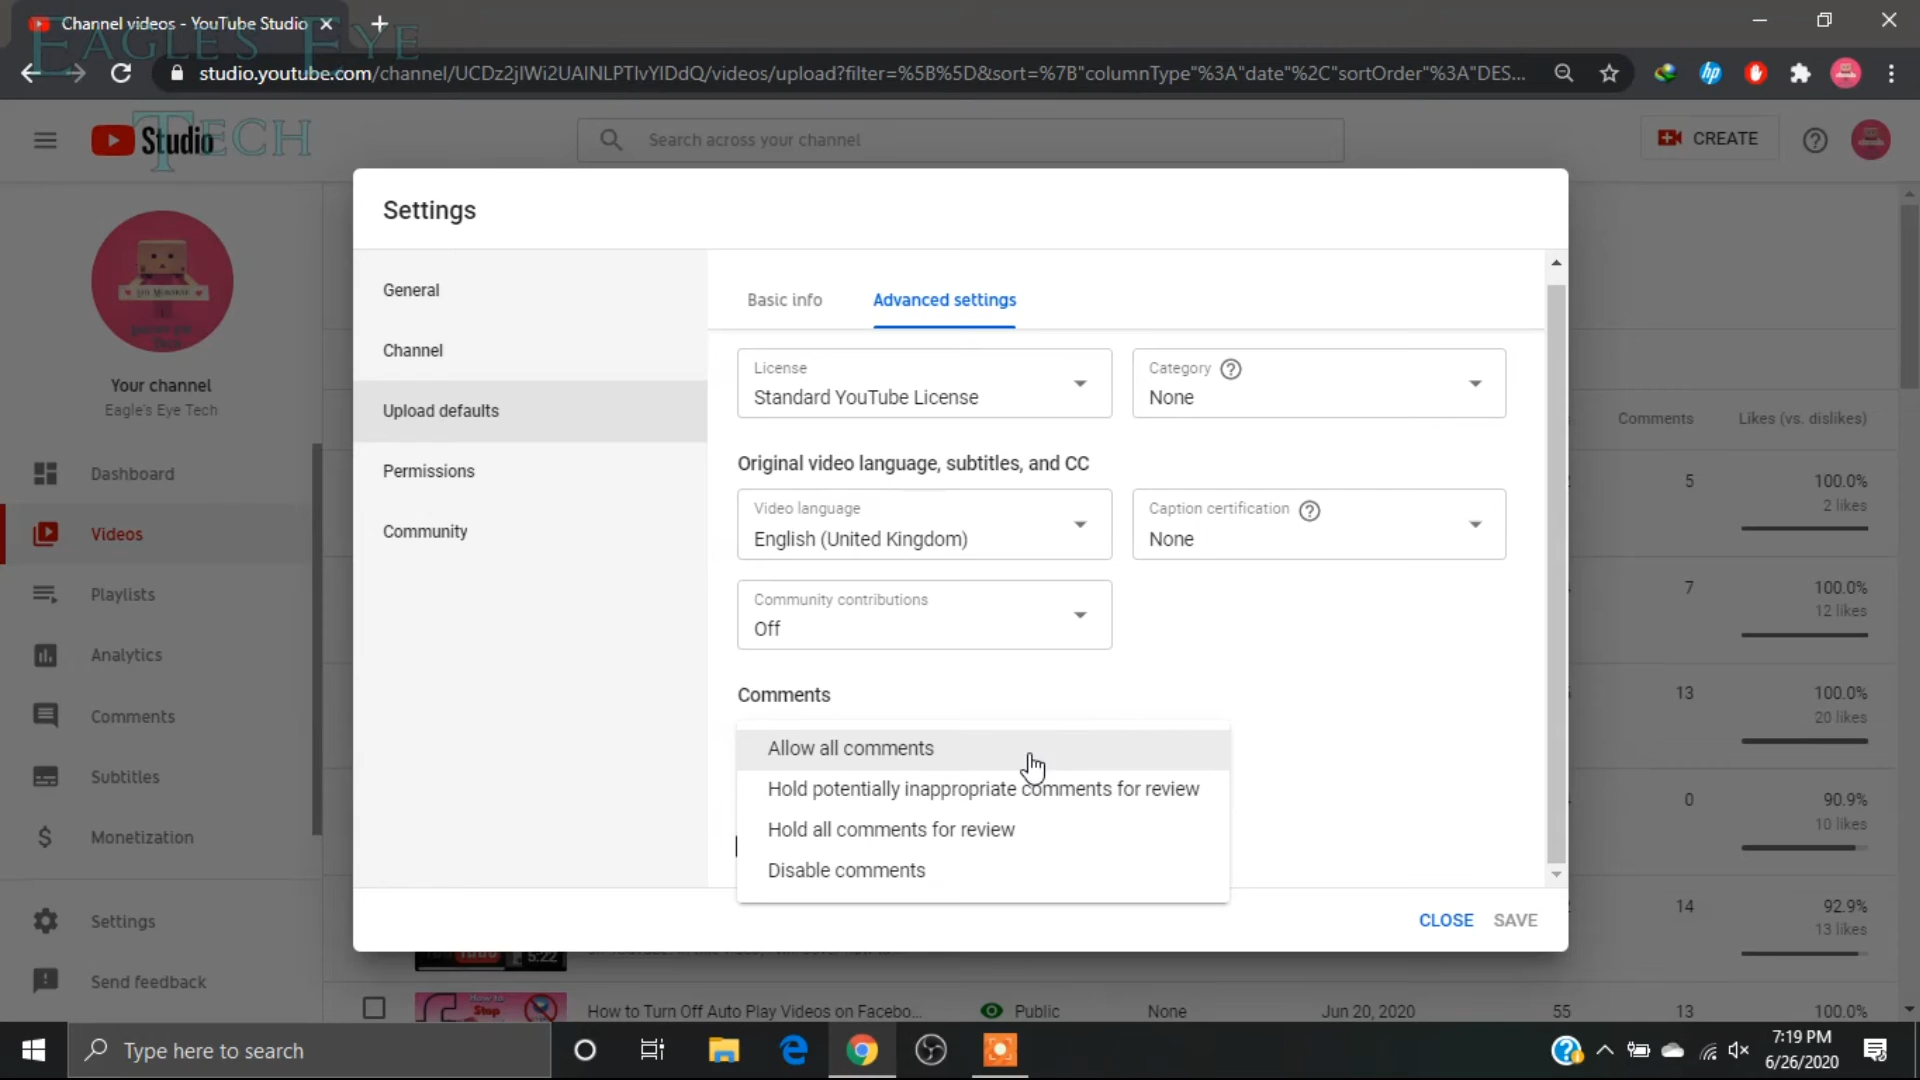 Channel videos - YouTube Studio
EAGLE'S EYE
TECH
studio.youtube.com/channel/UCDz2jIWi2UAINLPTIvYIDdQ/videos/upload?filter=%5B%5D&sort=%7B"columnType"%3A"date"%2C"sortOrder"%3A"DES...
Studio
Search across your channel
CREATE
Your channel
Eagle's Eye Tech
Dashboard
Videos
Playlists
Analytics
Comments
Subtitles
Monetization
Settings
Send feedback
Settings
General
Channel
Upload defaults
Permissions
Community
Basic info
Advanced settings
License
Standard YouTube License
Category
None
Original video language, subtitles, and CC
Video language
English (United Kingdom)
Caption certification
None
Community contributions
Off
Comments
Allow all comments
Hold potentially inappropriate comments for review
Hold all comments for review
Disable comments
CLOSE
SAVE
Comments
Likes (vs. dislikes)
5
100.0%
2 likes
7
100.0%
12 likes
13
100.0%
20 likes
0
90.9%
10 likes
14
92.9%
13 likes
5:22
How to
Stop
How to Turn Off Auto Play Videos on Facebo...
Public
None
Jun 20, 2020
55
13
100.0%
Type here to search
7:19 PM
6/26/2020